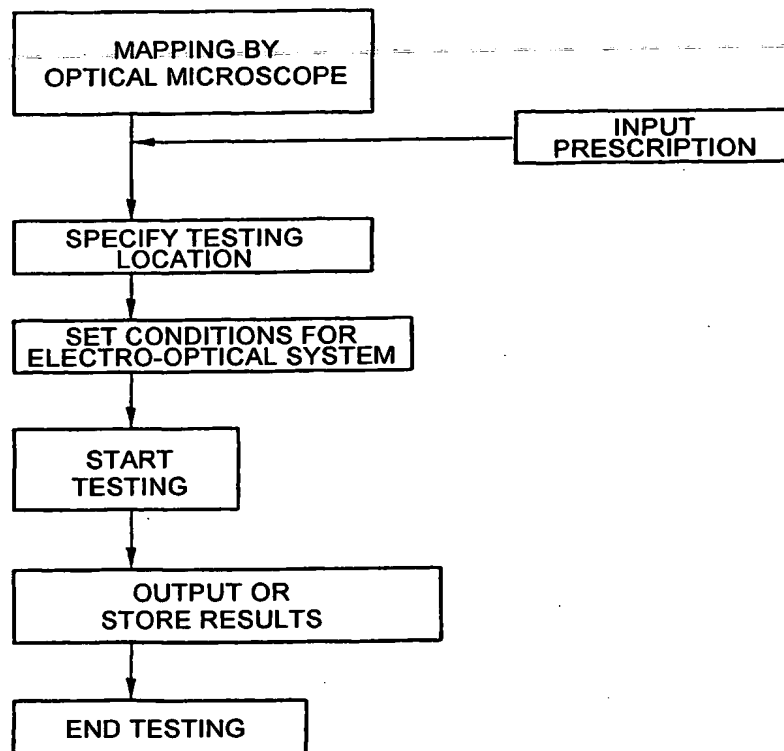 MAPPING BY
OPTICAL MICROSCOPE
INPUT
PRESCRIPTION
SPECIFY TESTING
LOCATION
SET CONDITIONS FOR
ELECTRO-OPTICAL SYSTEM
START
TESTING
OUTPUT OR
STORE RESULTS
END TESTING